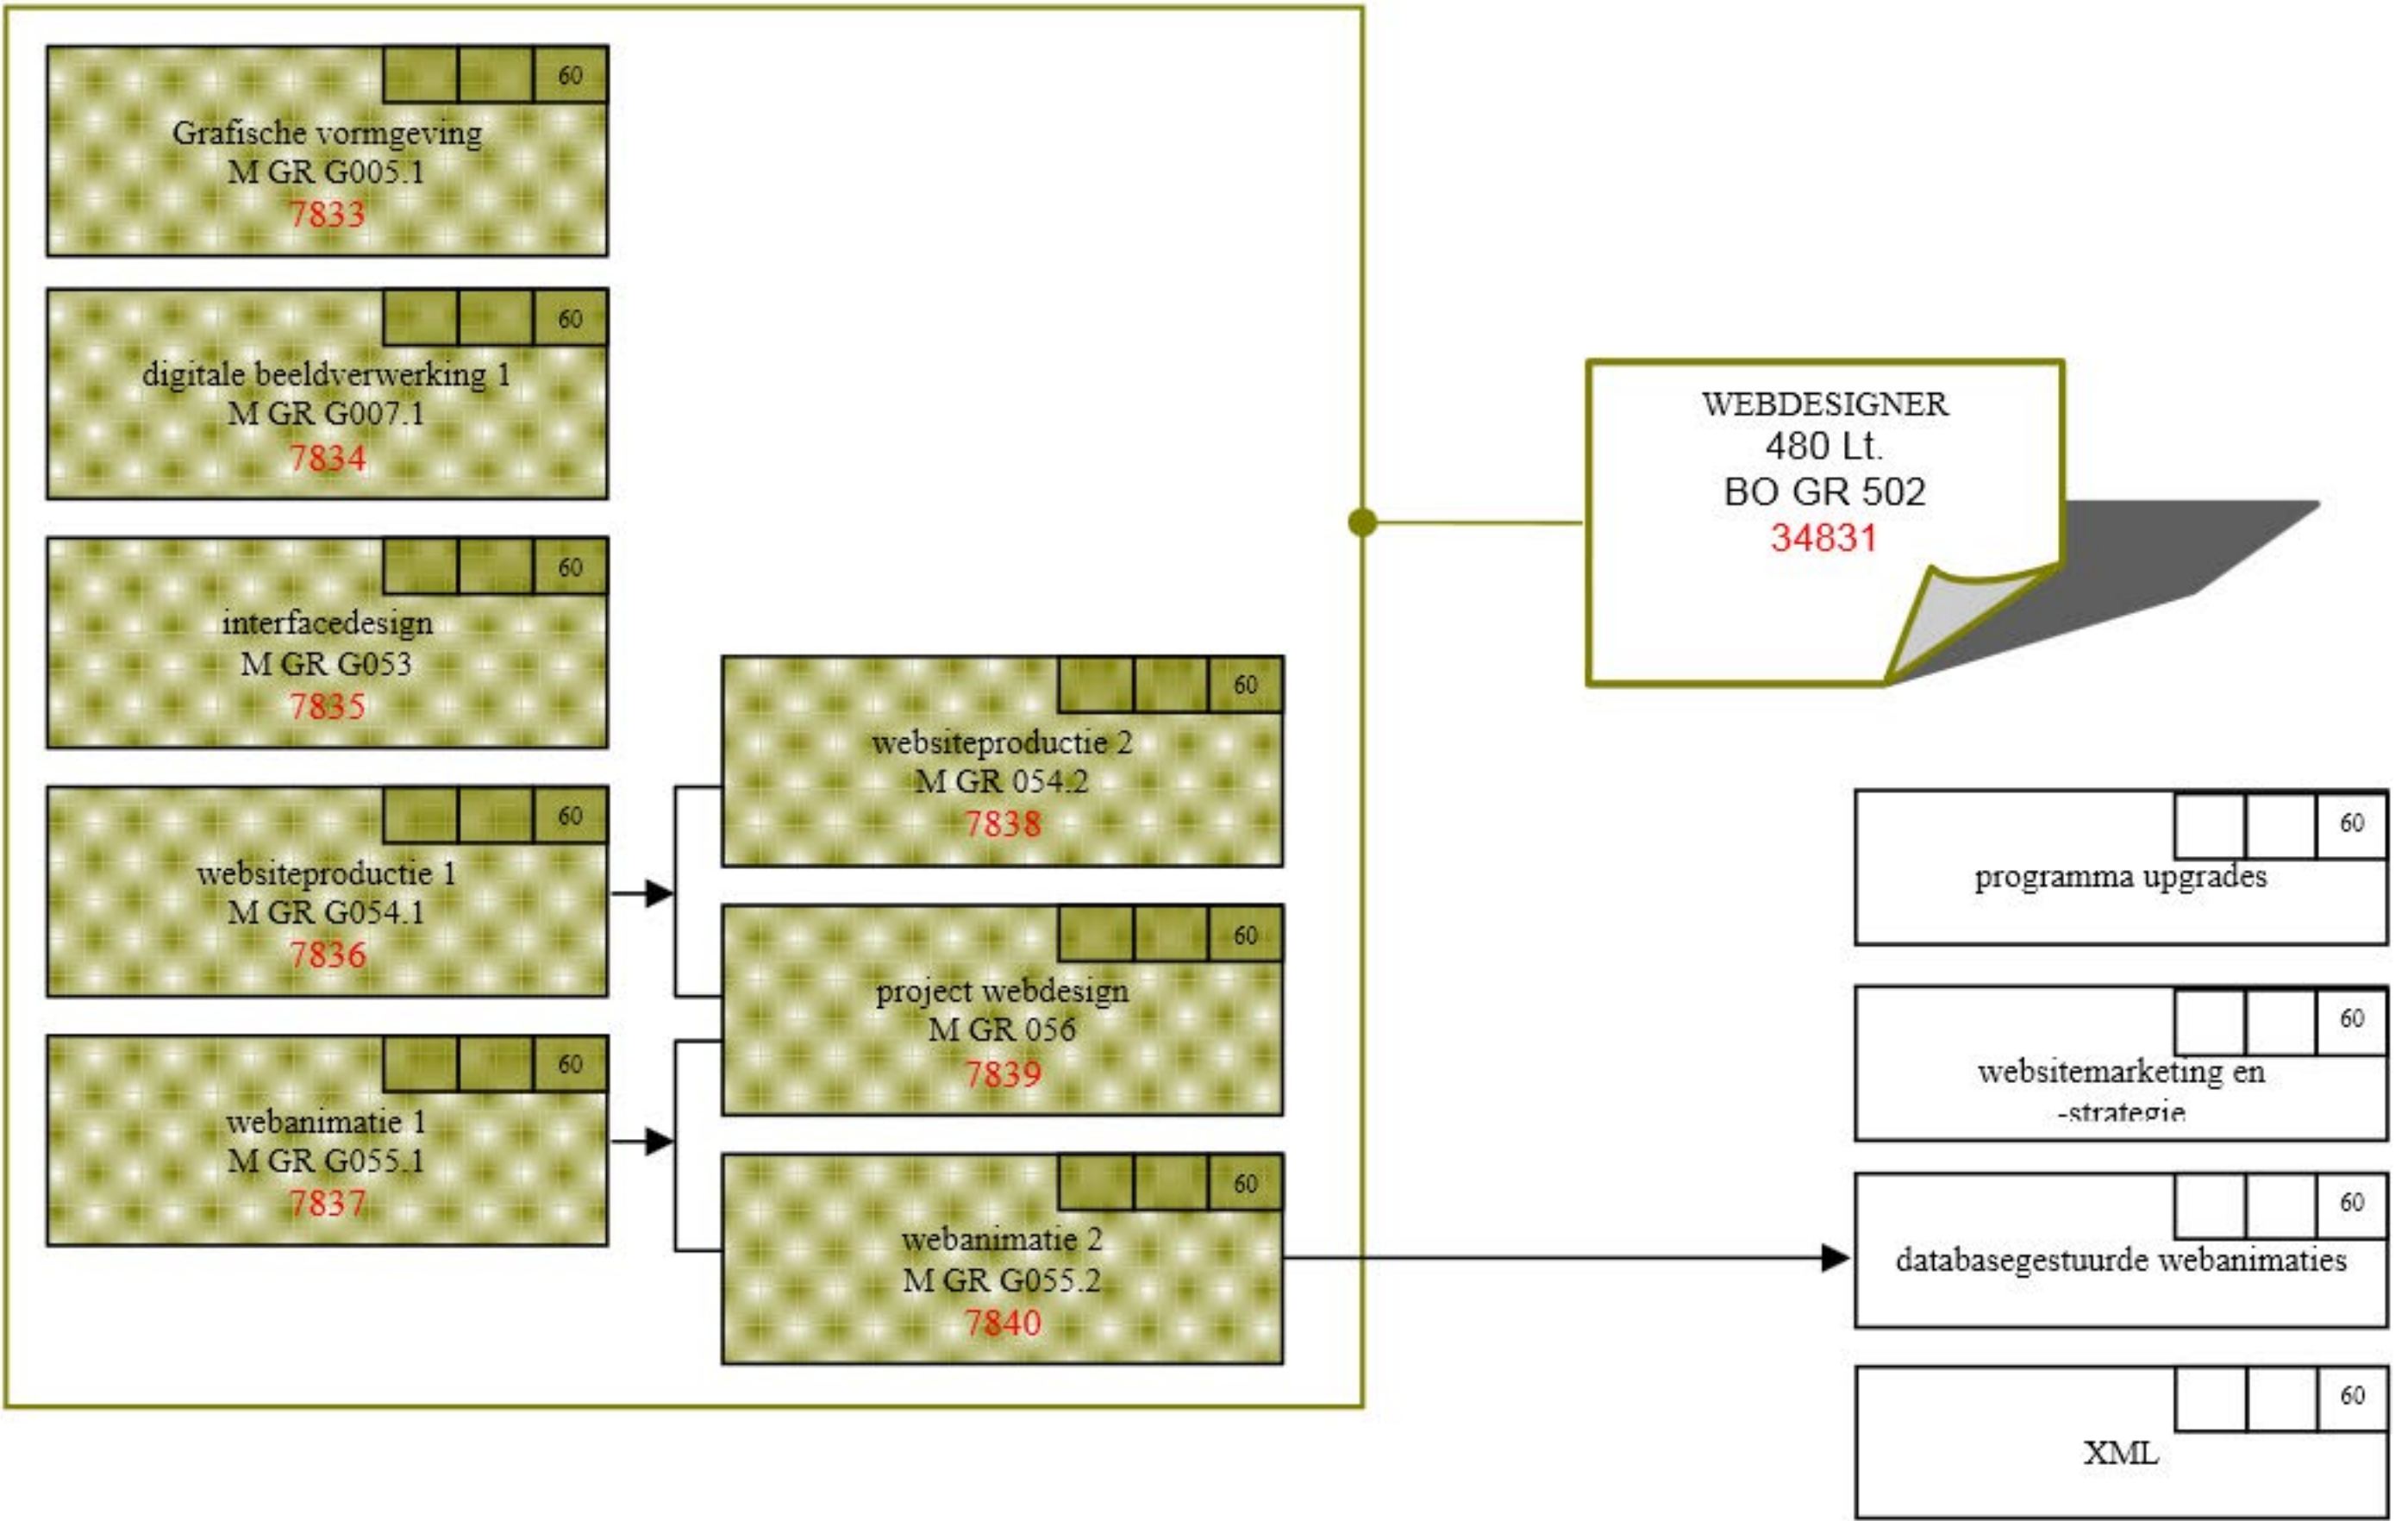 60
Grafische vormgeving
M GR G005.1
7833
60
digitale beeldverwerking 1
M GR G007.1
7834
60
interfacedesign
M GR G053
7835
60
websiteproductie 1
M GR G054.1
7836
60
webanimatie 1
M GR G055.1
7837
60
websiteproductie 2
M GR 054.2
7838
60
project webdesign
M GR 056
7839
60
webanimatie 2
M GR G055.2
7840
WEBDESIGNER
480 Lt.
BO GR 502
34831
60
programma upgrades
60
websitemarketing en
-strategie
60
databasegestuurde webanimaties
60
XML